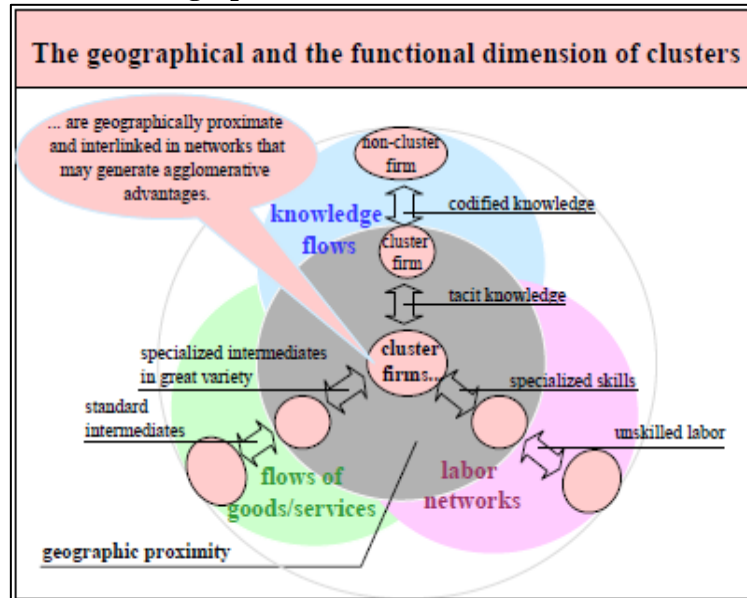 The geographical and the functional dimension of clusters
... are geographically proximate
and interlinked in networks that
may generate agglomerative
advantages.
non-cluster
firm
codified knowledge
knowledge
flows
cluster
firm
tacit knowledge
cluster
firms...
specialized intermediates
in great variety
specialized skills
standard
intermediates
unskilled labor
flows of
goods/services
labor
networks
geographic proximity